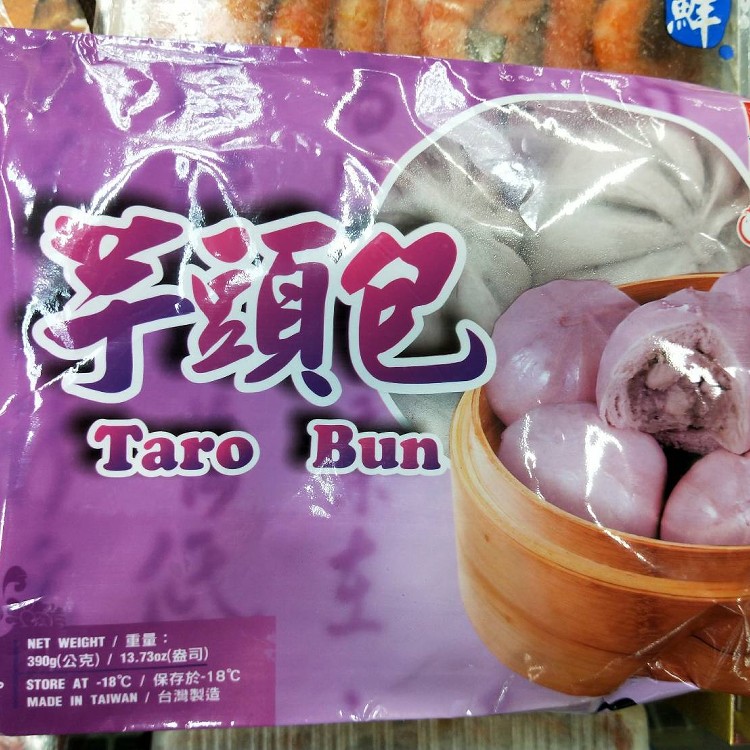 鮮
芋頭包
Taro Bun
NET WEIGHT / 重量：
390g(公克) / 13.73oz(盎司)
STORE AT -18℃ / 保存於-18℃
MADE IN TAIWAN / 台灣製造